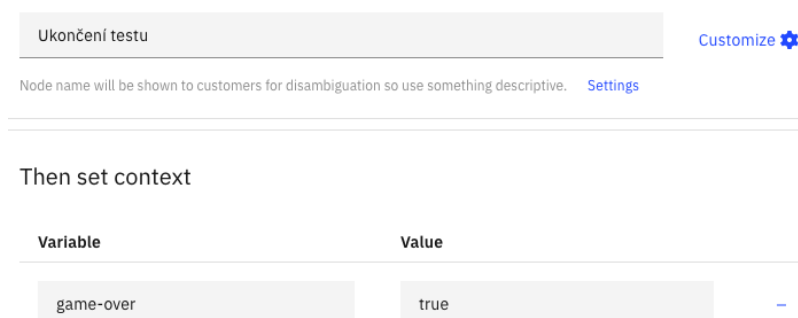 Ukončení testu
Customize
Node name will be shown to customers for disambiguation so use something descriptive. Settings
Then set context
Variable Value
game-over true